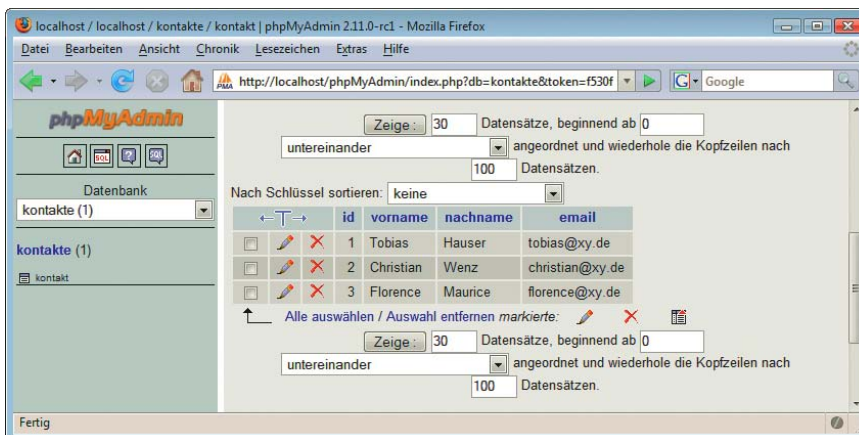 localhost / localhost / kontakte / kontakt | phpMyAdmin 2.11.0-rc1 - Mozilla Firefox
Datei Bearbeiten Ansicht Chronik Lesezeichen Extras Hilfe
PMA http://localhost/phpMyAdmin/index.php?db=kontakte&token=f530f G Google
phpMyAdmin
SQL
Datenbank
kontakte (1)
kontakte (1)
kontakt
Zeige : 30 Datensätze, beginnend ab 0
untereinander angeordnet und wiederhole die Kopfzeilen nach
100 Datensätzen.
Nach Schlüssel sortieren: keine
←T→ id vorname nachname email
1 Tobias Hauser tobias@xy.de
2 Christian Wenz christian@xy.de
3 Florence Maurice florence@xy.de
Alle auswählen / Auswahl entfernen markierte:
Zeige : 30 Datensätze, beginnend ab 0
untereinander angeordnet und wiederhole die Kopfzeilen nach
100 Datensätzen.
Fertig